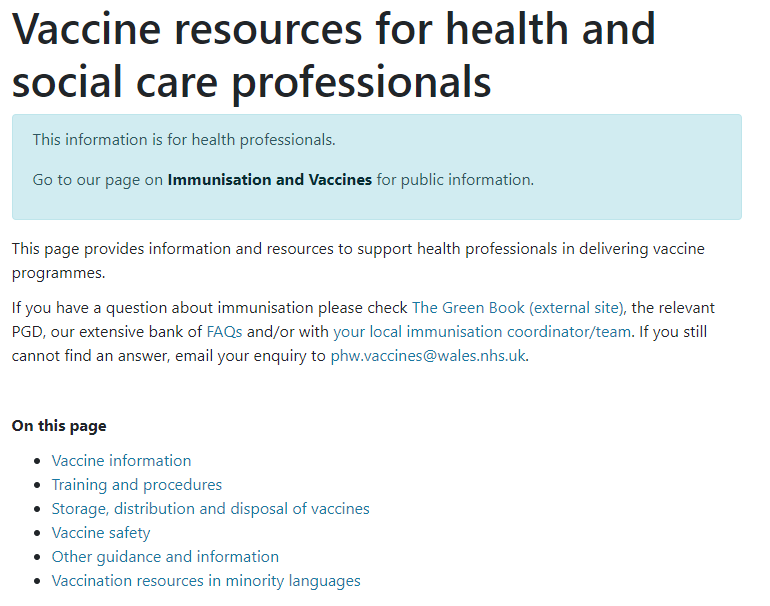 Vaccine resources for health and
social care professionals
This information is for health professionals.
Go to our page on Immunisation and Vaccines for public information.
This page provides information and resources to support health professionals in delivering vaccine
programmes.
If you have a question about immunisation please check The Green Book (external site), the relevant
PGD, our extensive bank of FAQs and/or with your local immunisation coordinator/team. If you still
cannot find an answer, email your enquiry to phw.vaccines@wales.nhs.uk.
On this page
• Vaccine information
• Training and procedures
• Storage, distribution and disposal of vaccines
• Vaccine safety
• Other guidance and information
• Vaccination resources in minority languages